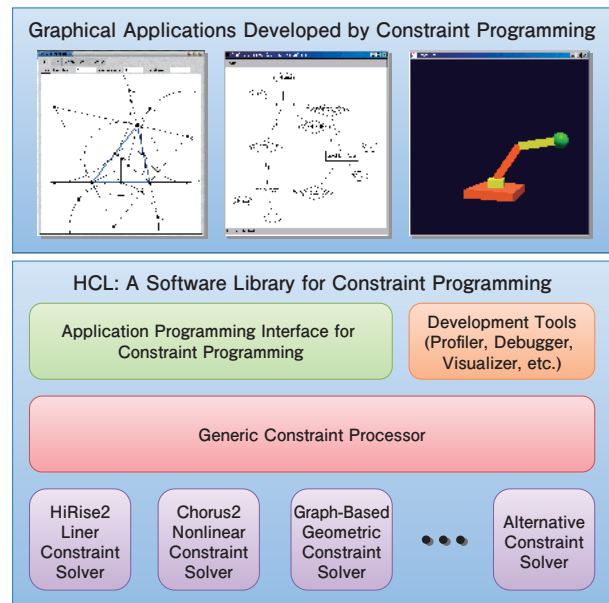 Graphical Applications Developed by Constraint Programming
HCL: A Software Library for Constraint Programming
Application Programming Interface for
Constraint Programming
Development Tools
(Profiler, Debugger,
Visualizer, etc.)
Generic Constraint Processor
HiRise2
Liner
Constraint
Solver
Chorus2
Nonlinear
Constraint
Solver
Graph-Based
Geometric
Constraint
Solver
Alternative
Constraint
Solver